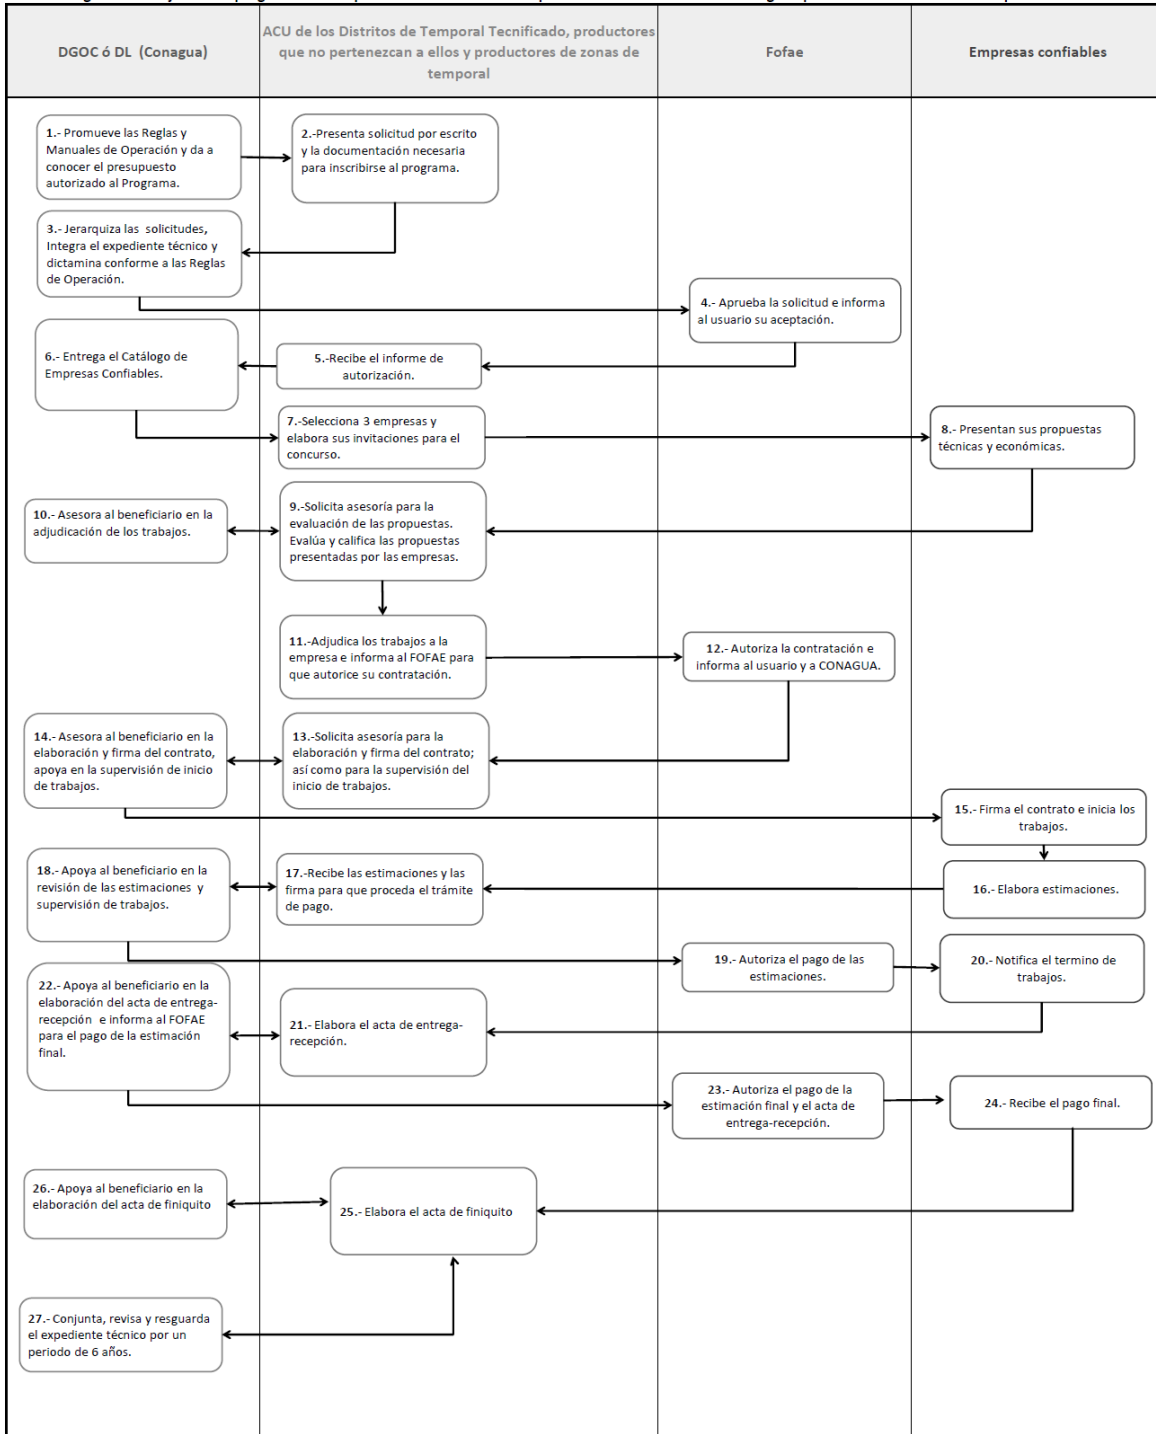 DGOC ó DL (Conagua)
ACU de los Distritos de Temporal Tecnificado, productores
que no pertenezcan a ellos y productores de zonas de
temporal
Fofae
Empresas confiables
1.- Promueve las Reglas y
Manuales de Operación y da a
conocer el presupuesto
autorizado al Programa.
2.-Presenta solicitud por escrito
y la documentación necesaria
para inscribirse al programa.
3.- Jerarquiza las solicitudes,
Integra el expediente técnico y
dictamina conforme a las Reglas
de Operación.
4.- Aprueba la solicitud e informa
al usuario su aceptación.
5.-Recibe el informe de
autorización.
6.- Entrega el Catálogo de
Empresas Confiables.
7.-Selecciona 3 empresas y
elabora sus invitaciones para el
concurso.
8.- Presentan sus propuestas
técnicas y económicas.
9.-Solicita asesoría para la
evaluación de las propuestas.
Evalúa y califica las propuestas
presentadas por las empresas.
10.- Asesora al beneficiario en la
adjudicación de los trabajos.
11.-Adjudica los trabajos a la
empresa e informa al FOFAE para
que autorice su contratación.
12.- Autoriza la contratación e
informa al usuario y a CONAGUA.
13.-Solicita asesoría para la
elaboración y firma del contrato;
así como para la supervisión del
inicio de trabajos.
14.- Asesora al beneficiario en la
elaboración y firma del contrato,
apoya en la supervisión de inicio
de trabajos.
15.- Firma el contrato e inicia los
trabajos.
16.- Elabora estimaciones.
17.-Recibe las estimaciones y las
firma para que proceda el trámite
de pago.
18.- Apoya al beneficiario en la
revisión de las estimaciones y
supervisión de trabajos.
19.- Autoriza el pago de las
estimaciones.
20.- Notifica el termino de
trabajos.
21.- Elabora el acta de entrega-
recepción.
22.- Apoya al beneficiario en la
elaboración del acta de entrega-
recepción e informa al FOFAE
para el pago de la estimación
final.
23.- Autoriza el pago de la
estimación final y el acta de
entrega-recepción.
24.- Recibe el pago final.
25.- Elabora el acta de finiquito
26.- Apoya al beneficiario en la
elaboración del acta de finiquito
27.- Conjunta, revisa y resguarda
el expediente técnico por un
periodo de 6 años.